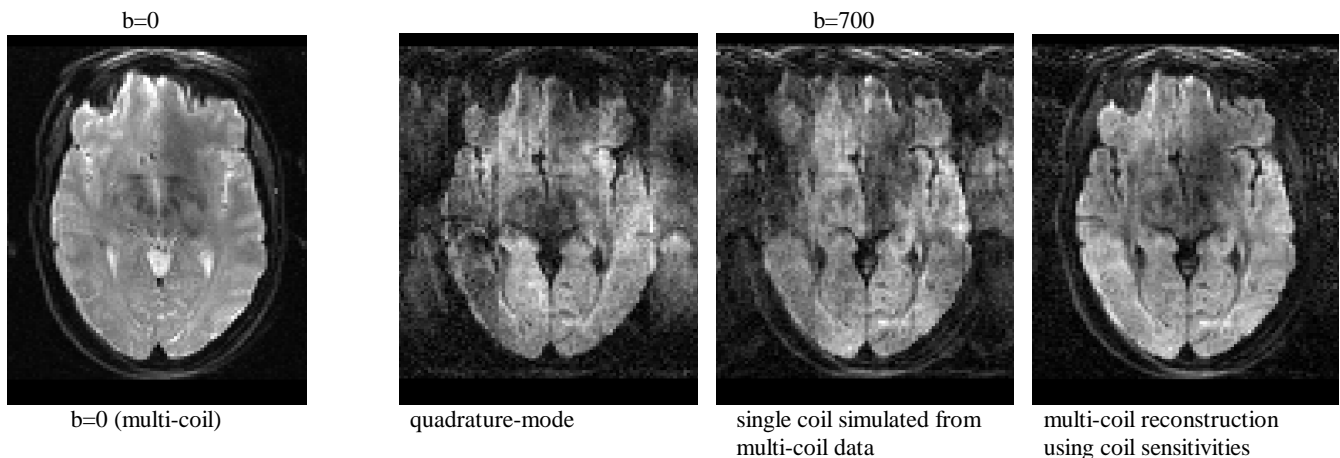 b=0
b=700
b=0 (multi-coil)
quadrature-mode
single coil simulated from
multi-coil data
multi-coil reconstruction
using coil sensitivities